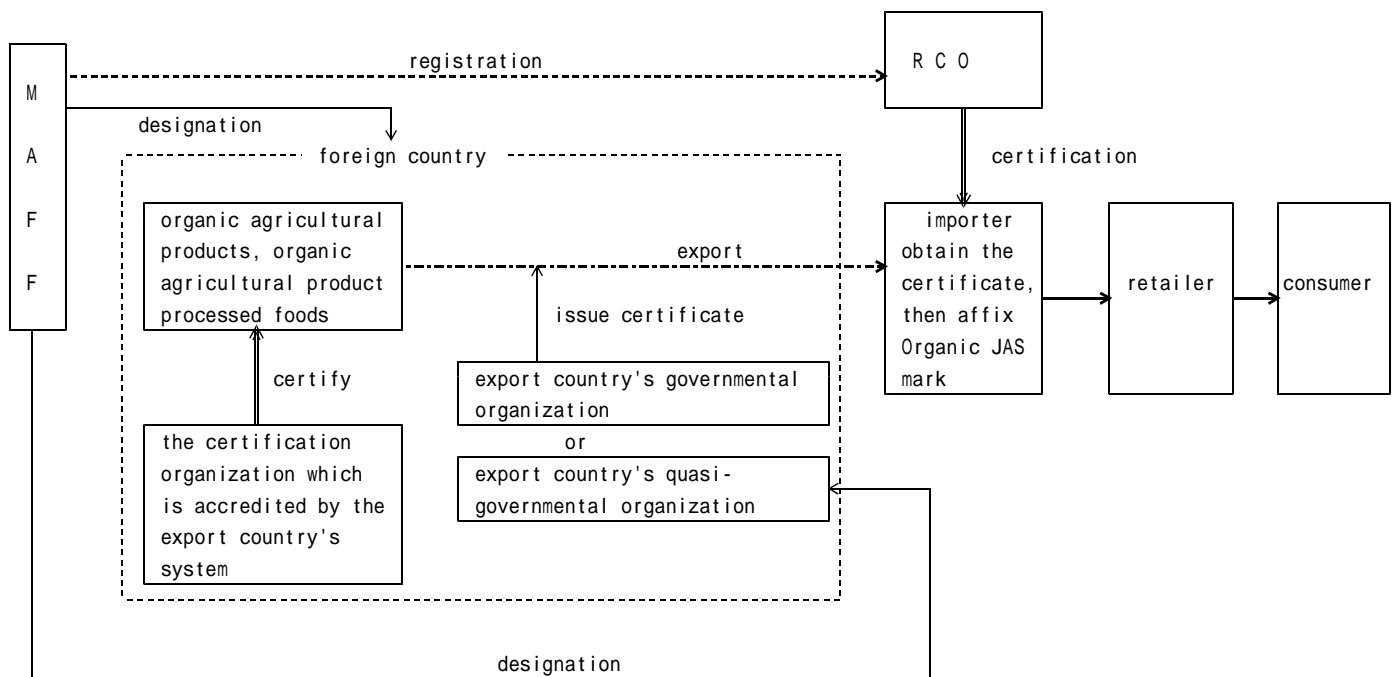 registration
R C O
M
A
F
F
designation
foreign country
certification
organic agricultural
products, organic
agricultural product
processed foods
export
importer
obtain the
certificate,
then affix
Organic JAS
mark
retailer
consumer
issue certificate
certify
export country's governmental
organization
or
export country's quasi-
governmental organization
the certification
organization which
is accredited by the
export country's
system
designation